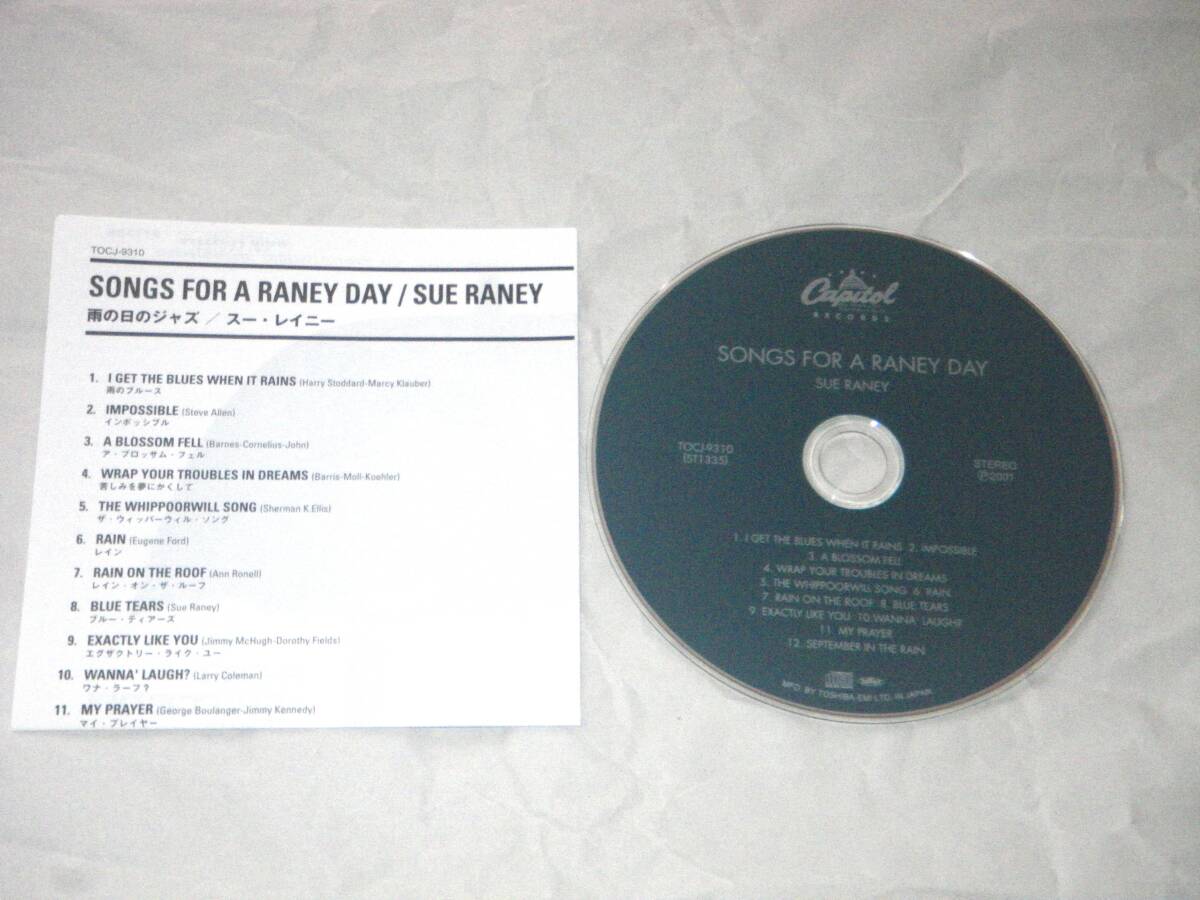 TOCJ-9310
SONGS FOR A RANEY DAY / SUE RANEY
雨の日のジャズ / スー・レイニー
1. I GET THE BLUES WHEN IT RAINS (Harry Stoddard-Marcy Klauber)
雨のブルース
2. IMPOSSIBLE (Steve Allen)
インポッシブル
3. A BLOSSOM FELL (Barnes-Cornelius-John)
ア・ブロッサム・フェル
4. WRAP YOUR TROUBLES IN DREAMS (Barris-Moll-Koehler)
苦しみを夢にかくして
5. THE WHIPPOORWILL SONG (Sherman K.Ellis)
ザ・ウィッパーウィル・ソング
6. RAIN (Eugene Ford)
レイン
7. RAIN ON THE ROOF (Ann Ronell)
レイン・オン・ザ・ルーフ
8. BLUE TEARS (Sue Raney)
ブルー・ティアーズ
9. EXACTLY LIKE YOU (Jimmy McHugh-Dorothy Fields)
エグザクトリー・ライク・ユー
10. WANNA' LAUGH? (Larry Coleman)
ワナ・ラーフ?
11. MY PRAYER (George Boulanger-Jimmy Kennedy)
マイ・プレイヤー
Capitol
RECORDS
SONGS FOR A RANEY DAY
SUE RANEY
TOCJ-9310
(ST1335)
STEREO
Ⓟ2001
1. I GET THE BLUES WHEN IT RAINS 2. IMPOSSIBLE
3. A BLOSSOM FELL
4. WRAP YOUR TROUBLES IN DREAMS
5. THE WHIPPOORWILL SONG 6. RAIN
7. RAIN ON THE ROOF 8. BLUE TEARS
9. EXACTLY LIKE YOU 10 WANNA' LAUGH?
11. MY PRAYER
12. SEPTEMBER IN THE RAIN
MFD. BY TOSHIBA-EMI LTD. IN JAPAN